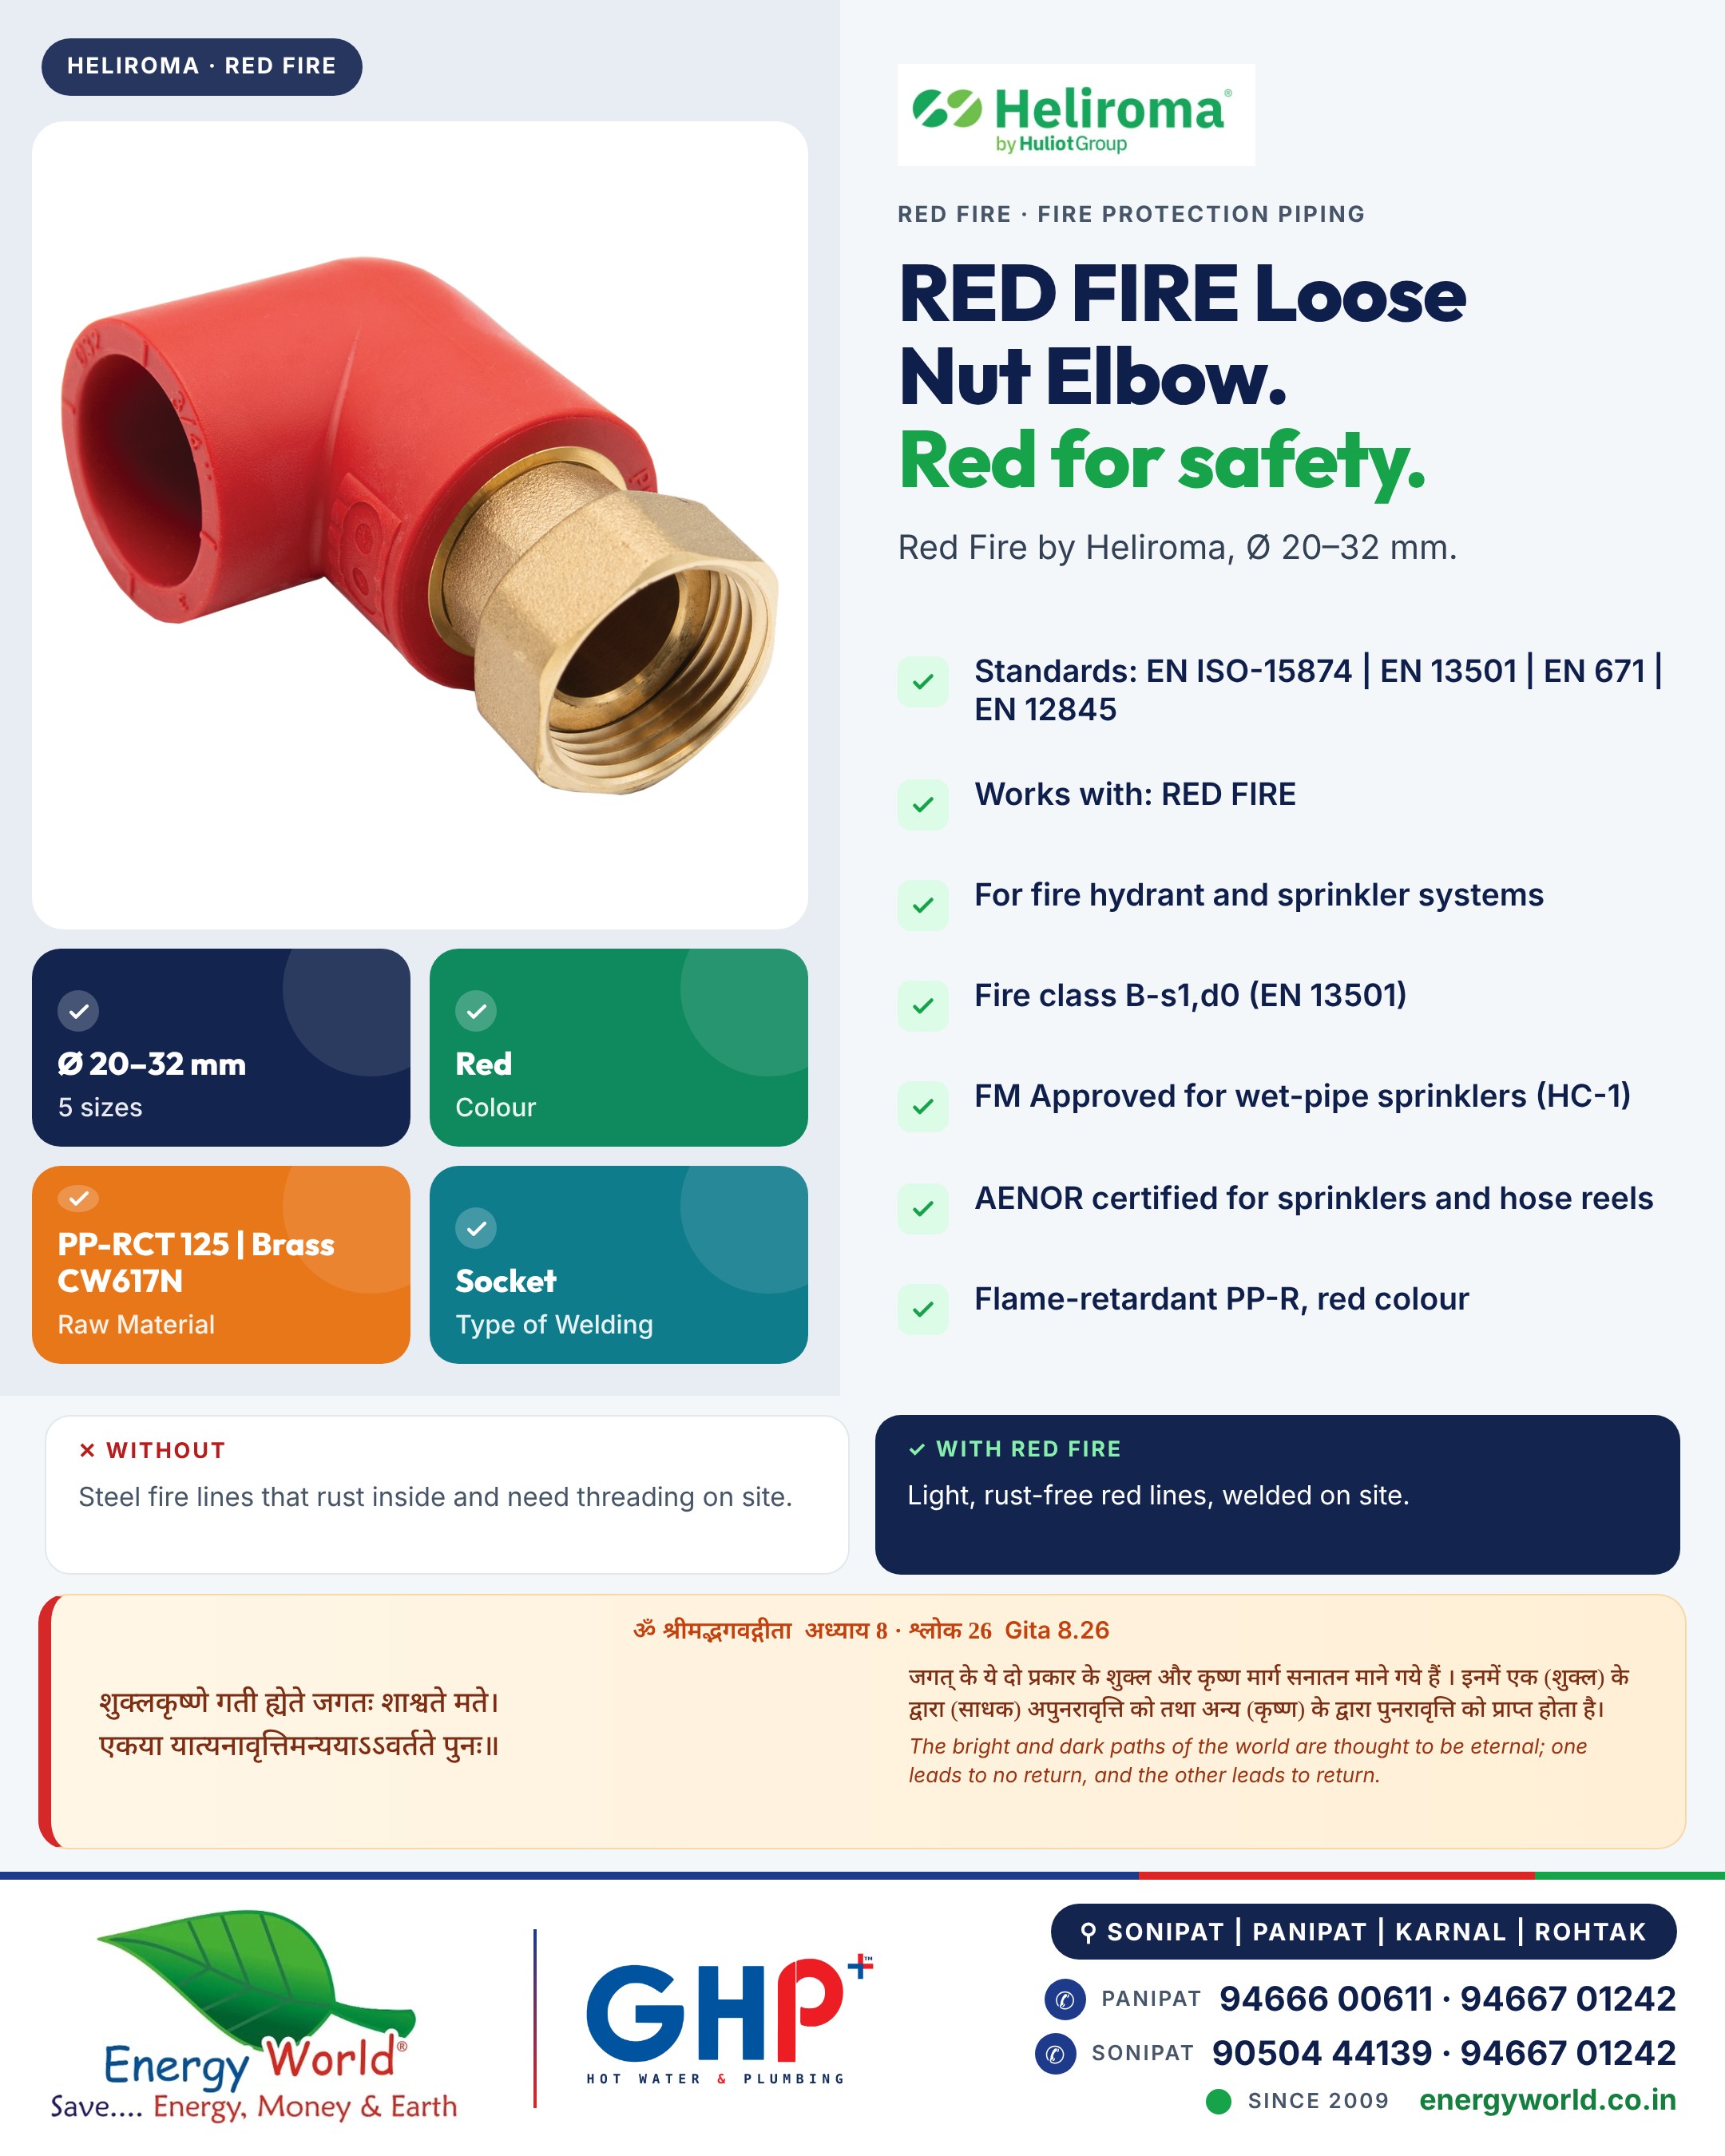 HELIROMA · RED FIRE
Heliroma®
by Huliot Group
RED FIRE · FIRE PROTECTION PIPING
RED FIRE Loose
Nut Elbow.
Red for safety.
Red Fire by Heliroma, Ø 20–32 mm.
Standards: EN ISO-15874 | EN 13501 | EN 671 |
EN 12845
Works with: RED FIRE
For fire hydrant and sprinkler systems
Fire class B-s1,d0 (EN 13501)
FM Approved for wet-pipe sprinklers (HC-1)
AENOR certified for sprinklers and hose reels
Flame-retardant PP-R, red colour
Ø 20–32 mm
5 sizes
Red
Colour
PP-RCT 125 | Brass
CW617N
Raw Material
Socket
Type of Welding
× WITHOUT
Steel fire lines that rust inside and need threading on site.
✓ WITH RED FIRE
Light, rust-free red lines, welded on site.
ॐ श्रीमद्भगवद्गीता अध्याय 8 · श्लोक 26 Gita 8.26
शुक्लकृष्णे गती ह्येते जगतः शाश्वते मते।
एकया यात्यनावृत्तिमन्ययाऽऽवर्तते पुनः॥
जगत् के ये दो प्रकार के शुक्ल और कृष्ण मार्ग सनातन माने गये हैं । इनमें एक (शुक्ल) के
द्वारा (साधक) अपुनरावृत्ति को तथा अन्य (कृष्ण) के द्वारा पुनरावृत्ति को प्राप्त होता है।
The bright and dark paths of the world are thought to be eternal; one
leads to no return, and the other leads to return.
Energy World®
Save.... Energy, Money & Earth
GHP+™
HOT WATER & PLUMBING
SONIPAT | PANIPAT | KARNAL | ROHTAK
PANIPAT 94666 00611 · 94667 01242
SONIPAT 90504 44139 · 94667 01242
SINCE 2009 energyworld.co.in